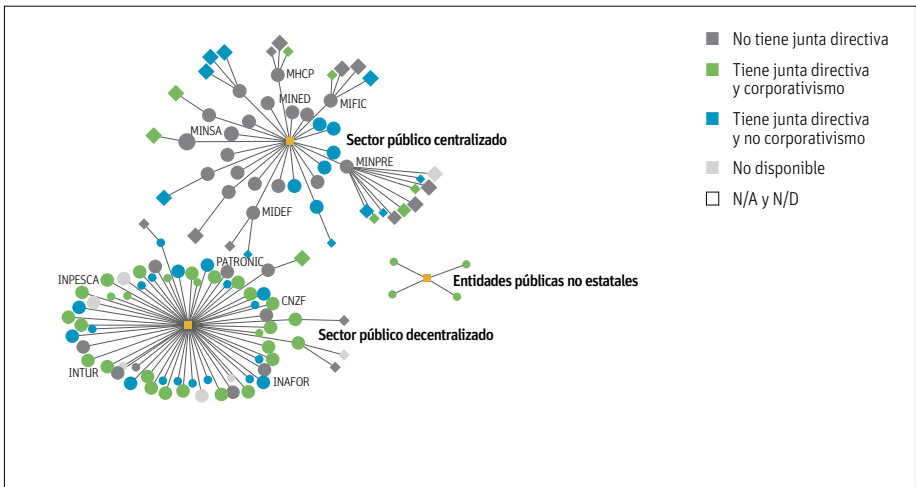 MHCP
MINED
MIFIC
MINSA
Sector público centralizado
MINPRE
MIDEF
PATRONIC
INPESCA
CNZF
Entidades públicas no estatales
Sector público decentralizado
INTUR
INAFOR
No tiene junta directiva
Tiene junta directiva
y corporativismo
Tiene junta directiva
y no corporativismo
No disponible
N/A y N/D